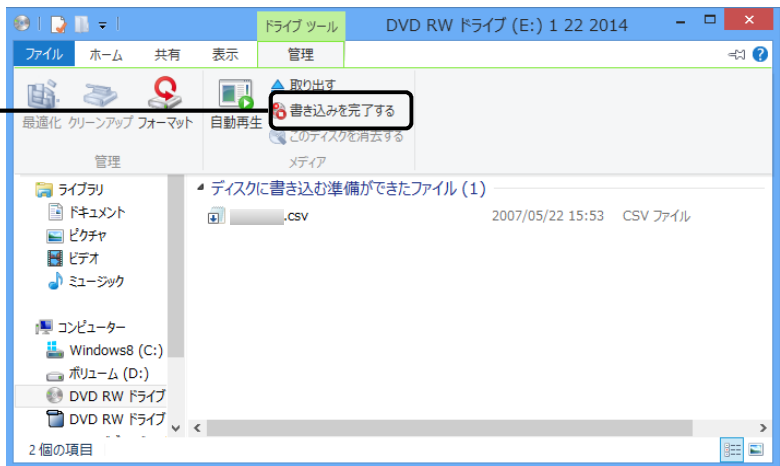 ドライブ ツール DVD RW ドライブ (E:) 1 22 2014
ファイル ホーム 共有 表示 管理
取り出す
書き込みを完了する
最適化 クリーンアップ フォーマット 自動再生
このディスクを消去する
管理 メディア
ライブラリ
ドキュメント
ピクチャ
ビデオ
ミュージック
コンピューター
Windows8 (C:)
ボリューム (D:)
DVD RW ドライブ
DVD RW ドライブ
ディスクに書き込む準備ができたファイル (1)
.csv 2007/05/22 15:53 CSV ファイル
2 個の項目